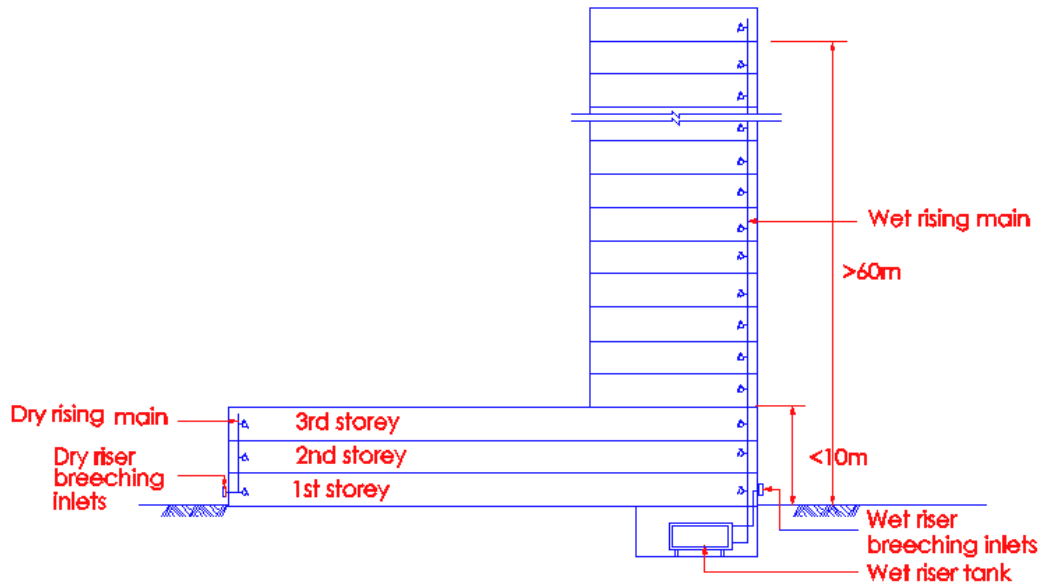 Wet rising main
>60m
Dry rising main
3rd storey
Dry riser
breeching
inlets
2nd storey
<10m
1st storey
Wet riser
breeching inlets
Wet riser tank